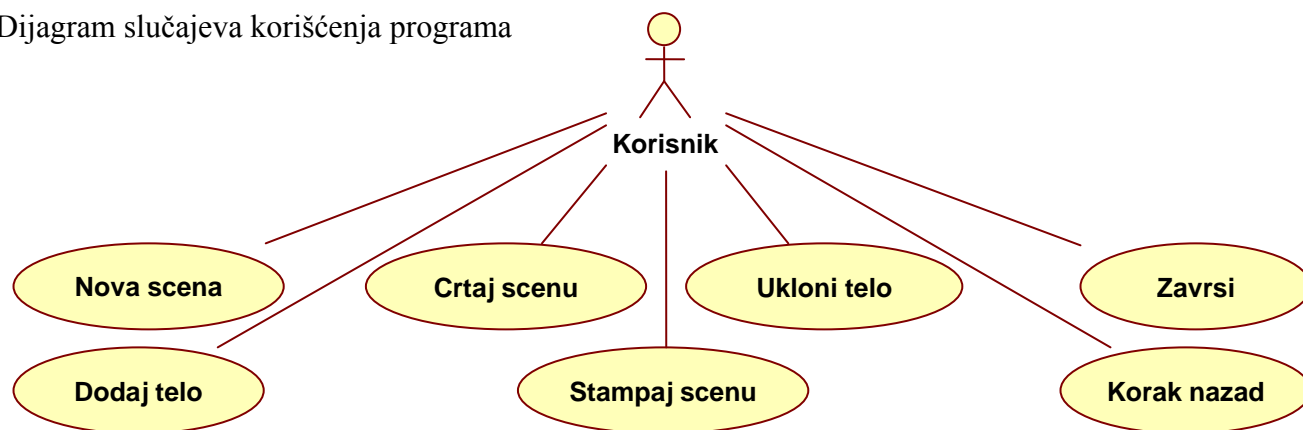 Dijagram slučajeva korišćenja programa
Korisnik
Nova scena
Crtaj scenu
Ukloni telo
Zavrsi
Dodaj telo
Stampaj scenu
Korak nazad